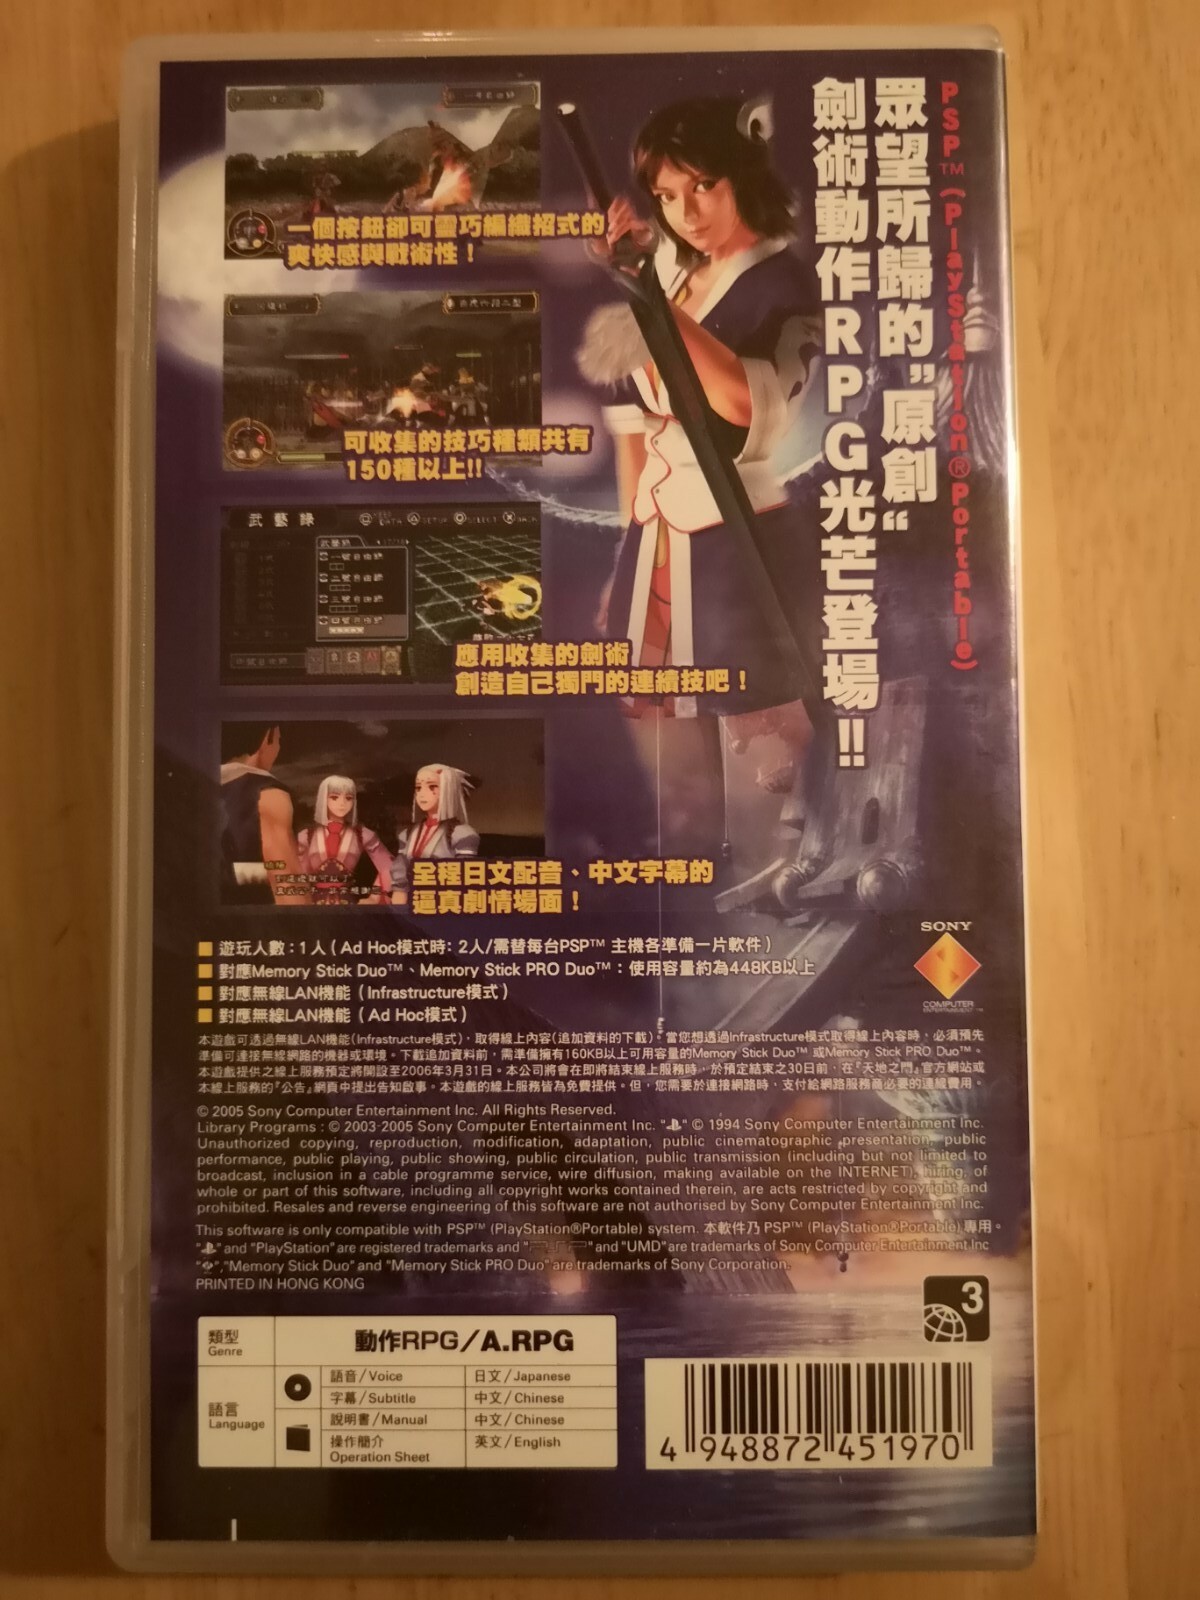 PSP™ (PlayStation®Portable)
眾望所歸的"原創"
劍術動作RPG光芒登場!!
一個按鈕卻可靈巧編織招式的
爽快感與戰術性！
可收集的技巧種類共有
150種以上!!
武藝錄
應用收集的劍術
創造自己獨門的連續技吧！
全程日文配音、中文字幕的
逼真劇情場面！
■ 遊玩人數：1人（Ad Hoc模式時：2人/需替每台PSP™ 主機各準備一片軟件）
■ 對應Memory Stick Duo™、Memory Stick PRO Duo™：使用容量約為448KB以上
■ 對應無線LAN機能（Infrastructure模式）
■ 對應無線LAN機能（Ad Hoc模式）
SONY
COMPUTER
ENTERTAINMENT™
本遊戲可透過無線LAN機能(Infrastructure模式)，取得線上內容(追加資料的下載)。當您想透過Infrastructure模式取得線上內容時，必須預先
準備可連接無線網路的機器或環境。下載追加資料前，需準備擁有160KB以上可用容量的Memory Stick Duo™ 或Memory Stick PRO Duo™。
本遊戲提供之線上服務預定將開設至2006年3月31日。本公司將會在即將結束線上服務時，於預定結束之30日前，在『天地之門』官方網站或
本線上服務的『公告』網頁中提出告知啟事。本遊戲的線上服務皆為免費提供。但，您需要於連接網路時，支付給網路服務商必要的連線費用。
© 2005 Sony Computer Entertainment Inc. All Rights Reserved.
Library Programs : © 2003-2005 Sony Computer Entertainment Inc. " " © 1994 Sony Computer Entertainment Inc.
Unauthorized copying, reproduction, modification, adaptation, public cinematographic presentation, public
performance, public playing, public showing, public circulation, public transmission (including but not limited to
broadcast, inclusion in a cable programme service, wire diffusion, making available on the INTERNET), hiring, of
whole or part of this software, including all copyright works contained therein, are acts restricted by copyright and
prohibited. Resales and reverse engineering of this software are not authorised by Sony Computer Entertainment Inc.
This software is only compatible with PSP™ (PlayStation®Portable) system. 本軟件乃 PSP™ (PlayStation®Portable) 專用。
" " and "PlayStation" are registered trademarks and "PSP" and "UMD" are trademarks of Sony Computer Entertainment Inc
" ", "Memory Stick Duo" and "Memory Stick PRO Duo" are trademarks of Sony Corporation.
PRINTED IN HONG KONG
3
類型
Genre
動作RPG/A.RPG
語言
Language
語音/Voice 日文/Japanese
字幕/Subtitle 中文/Chinese
說明書/Manual 中文/Chinese
操作簡介
Operation Sheet
英文/English
4 948872 451970